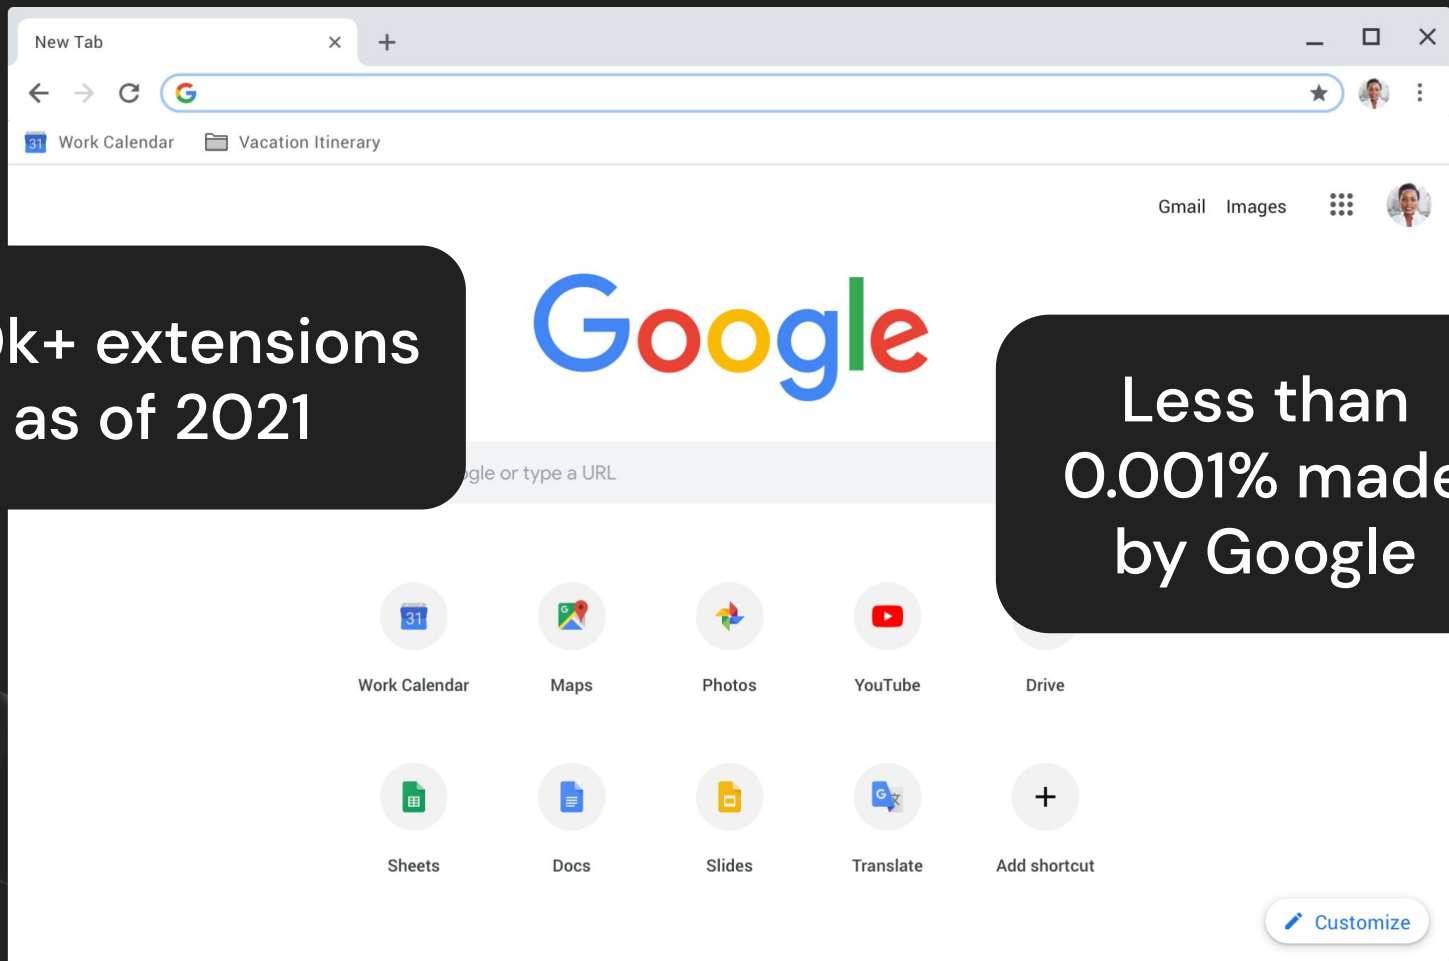 New Tab
Work Calendar
Vacation Itinerary
Gmail Images
k+ extensions
as of 2021
Google
Less than
0.001% made
by Google
or type a URL
Work Calendar
Maps
Photos
YouTube
Drive
Sheets
Docs
Slides
Translate
Add shortcut
Customize